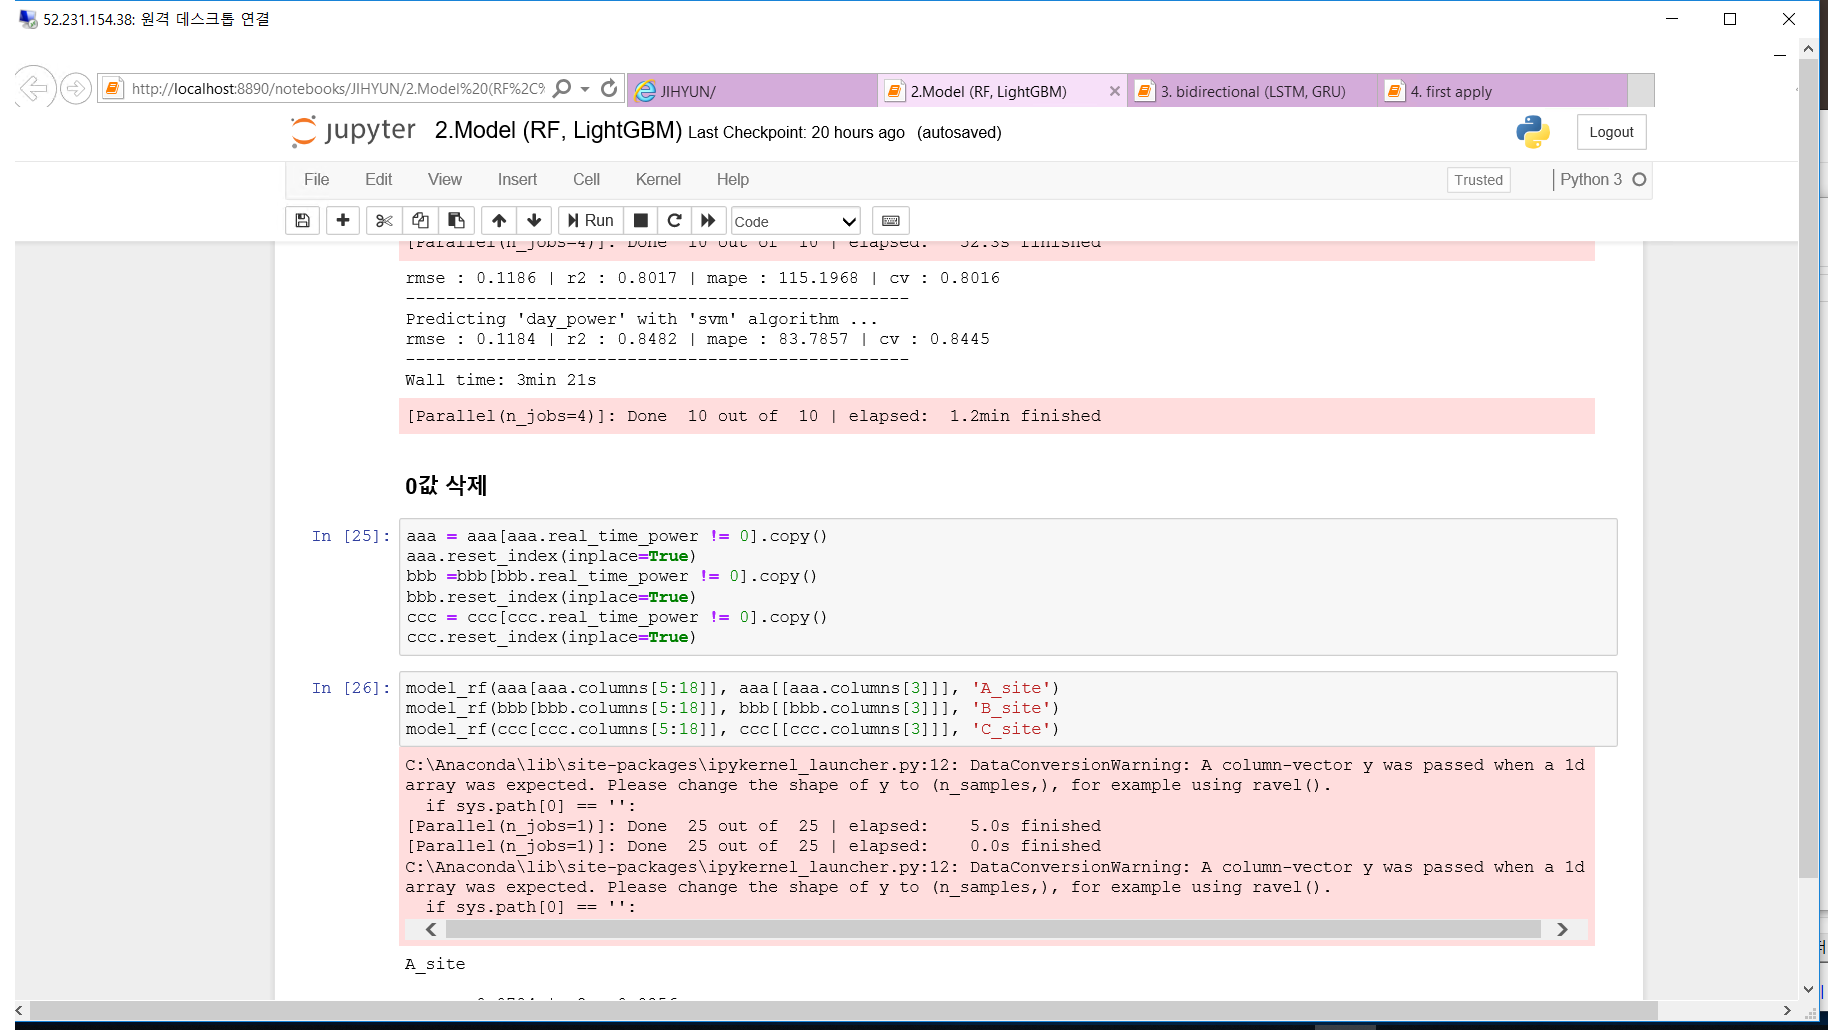 52.231.154.38: 원격 데스크톱 연결
http://localhost:8890/notebooks/JIHYUN/2.Model%20(RF%2C%
JIHYUN/
2.Model (RF, LightGBM)
3. bidirectional (LSTM, GRU)
4. first apply
jupyter 2.Model (RF, LightGBM) Last Checkpoint: 20 hours ago (autosaved)
Logout
File Edit View Insert Cell Kernel Help
Trusted
Python 3
Run
Code
[Parallel(n_jobs=4)]: Done 10 out of 10 | elapsed: 52.3s finished
rmse : 0.1186 | r2 : 0.8017 | mape : 115.1968 | cv : 0.8016
--------------------------------------------------
Predicting 'day_power' with 'svm' algorithm ...
rmse : 0.1184 | r2 : 0.8482 | mape : 83.7857 | cv : 0.8445
--------------------------------------------------
Wall time: 3min 21s
[Parallel(n_jobs=4)]: Done 10 out of 10 | elapsed: 1.2min finished
0값 삭제
In [25]:
aaa = aaa[aaa.real_time_power != 0].copy()
aaa.reset_index(inplace=True)
bbb =bbb[bbb.real_time_power != 0].copy()
bbb.reset_index(inplace=True)
ccc = ccc[ccc.real_time_power != 0].copy()
ccc.reset_index(inplace=True)
In [26]:
model_rf(aaa[aaa.columns[5:18]], aaa[[aaa.columns[3]]], 'A_site')
model_rf(bbb[bbb.columns[5:18]], bbb[[bbb.columns[3]]], 'B_site')
model_rf(ccc[ccc.columns[5:18]], ccc[[ccc.columns[3]]], 'C_site')
C:\Anaconda\lib\site-packages\ipykernel_launcher.py:12: DataConversionWarning: A column-vector y was passed when a 1d
array was expected. Please change the shape of y to (n_samples,), for example using ravel().
if sys.path[0] == '':
[Parallel(n_jobs=1)]: Done 25 out of 25 | elapsed: 5.0s finished
[Parallel(n_jobs=1)]: Done 25 out of 25 | elapsed: 0.0s finished
C:\Anaconda\lib\site-packages\ipykernel_launcher.py:12: DataConversionWarning: A column-vector y was passed when a 1d
array was expected. Please change the shape of y to (n_samples,), for example using ravel().
if sys.path[0] == '':
A_site